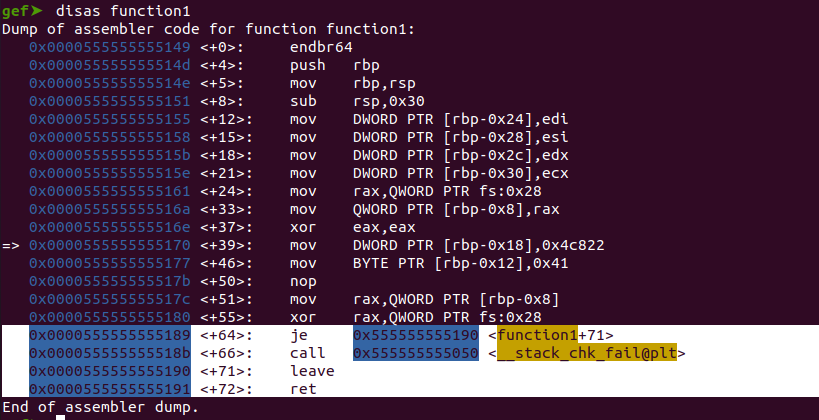 gef➤ disas function1
Dump of assembler code for function function1:
0x0000555555555149 <+0>: endbr64
0x000055555555514d <+4>: push rbp
0x000055555555514e <+5>: mov rbp,rsp
0x0000555555555151 <+8>: sub rsp,0x30
0x0000555555555155 <+12>: mov DWORD PTR [rbp-0x24],edi
0x0000555555555158 <+15>: mov DWORD PTR [rbp-0x28],esi
0x000055555555515b <+18>: mov DWORD PTR [rbp-0x2c],edx
0x000055555555515e <+21>: mov DWORD PTR [rbp-0x30],ecx
0x0000555555555161 <+24>: mov rax,QWORD PTR fs:0x28
0x000055555555516a <+33>: mov QWORD PTR [rbp-0x8],rax
0x000055555555516e <+37>: xor eax,eax
=> 0x0000555555555170 <+39>: mov DWORD PTR [rbp-0x18],0x4c822
0x0000555555555177 <+46>: mov BYTE PTR [rbp-0x12],0x41
0x000055555555517b <+50>: nop
0x000055555555517c <+51>: mov rax,QWORD PTR [rbp-0x8]
0x0000555555555180 <+55>: xor rax,QWORD PTR fs:0x28
0x0000555555555189 <+64>: je 0x555555555190 <function1+71>
0x000055555555518b <+66>: call 0x555555555050 <__stack_chk_fail@plt>
0x0000555555555190 <+71>: leave
0x0000555555555191 <+72>: ret
End of assembler dump.